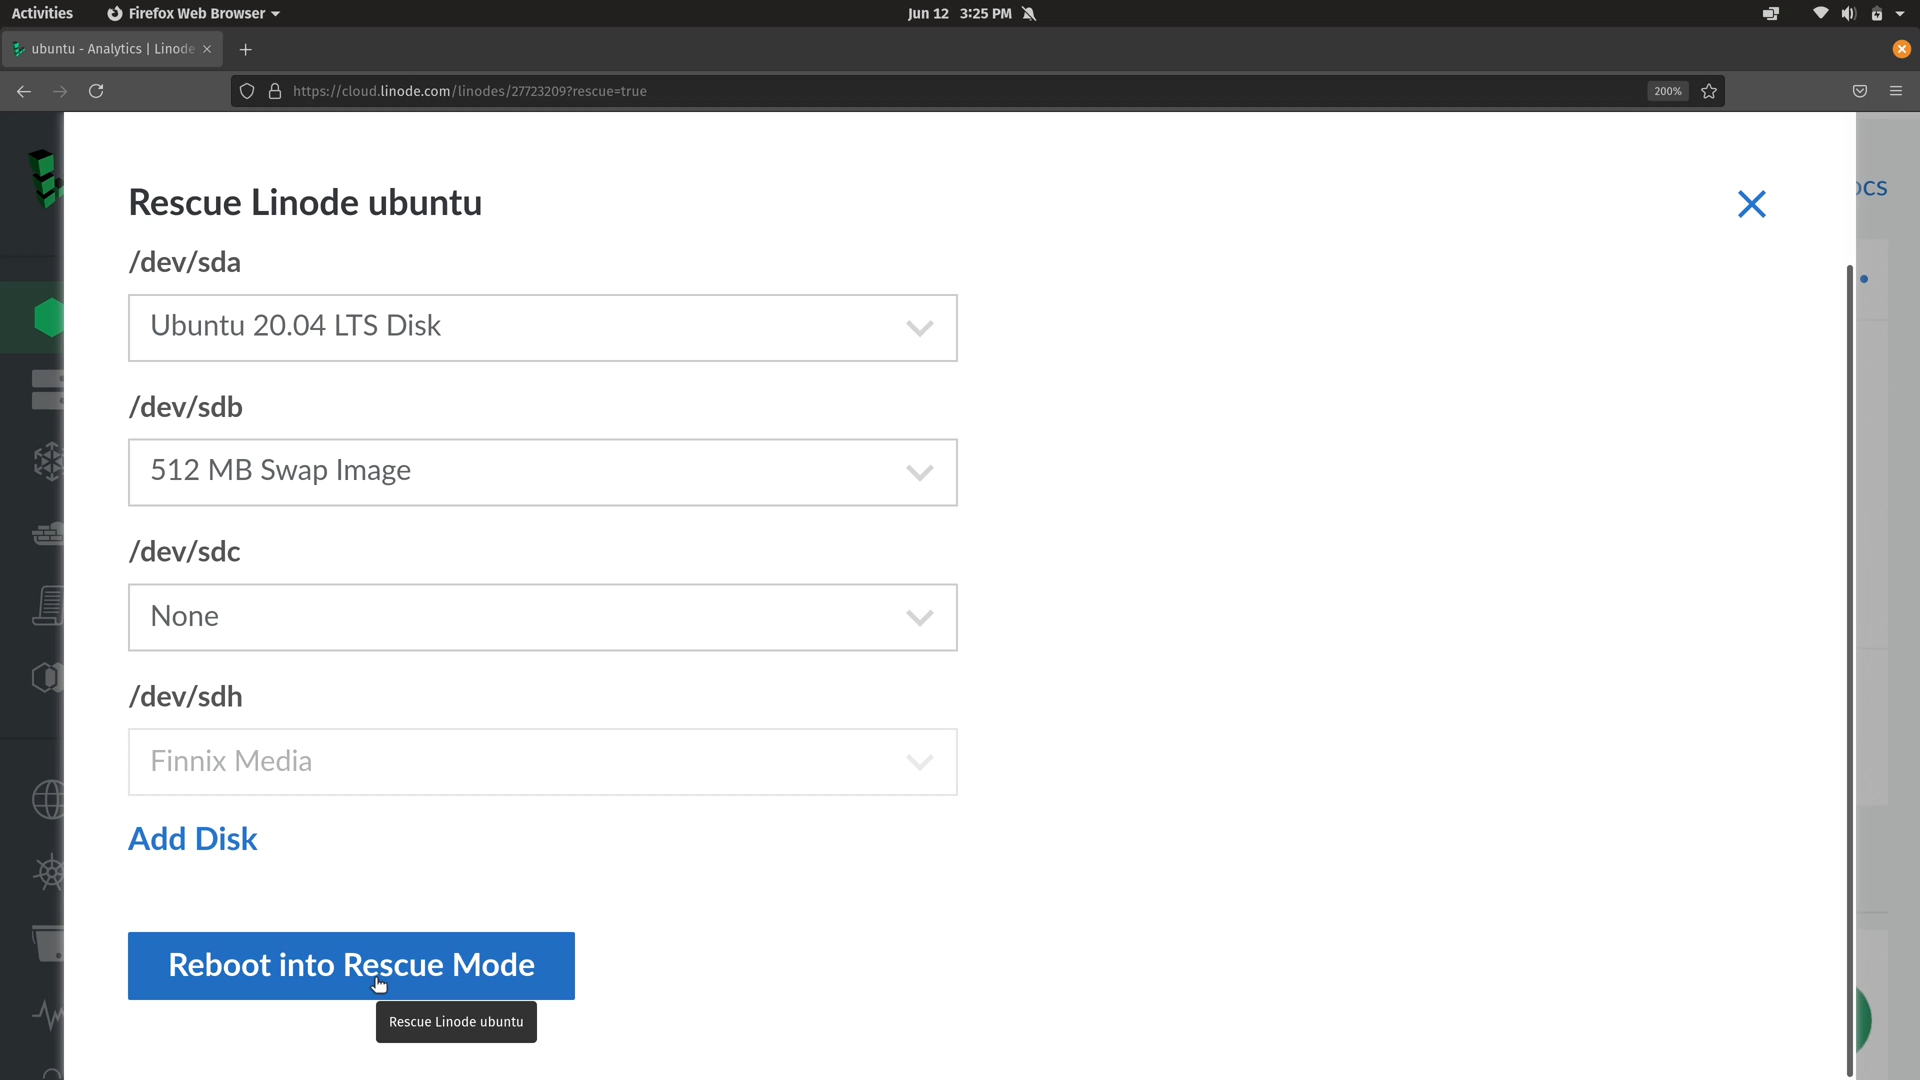 Activities
Firefox Web Browser
Jun 12 3:25 PM
ubuntu - Analytics | Linode
https://cloud.linode.com/linodes/27723209?rescue=true
200%
Rescue Linode ubuntu
/dev/sda
Ubuntu 20.04 LTS Disk
/dev/sdb
512 MB Swap Image
/dev/sdc
None
/dev/sdh
Finnix Media
Add Disk
Reboot into Rescue Mode
Rescue Linode ubuntu